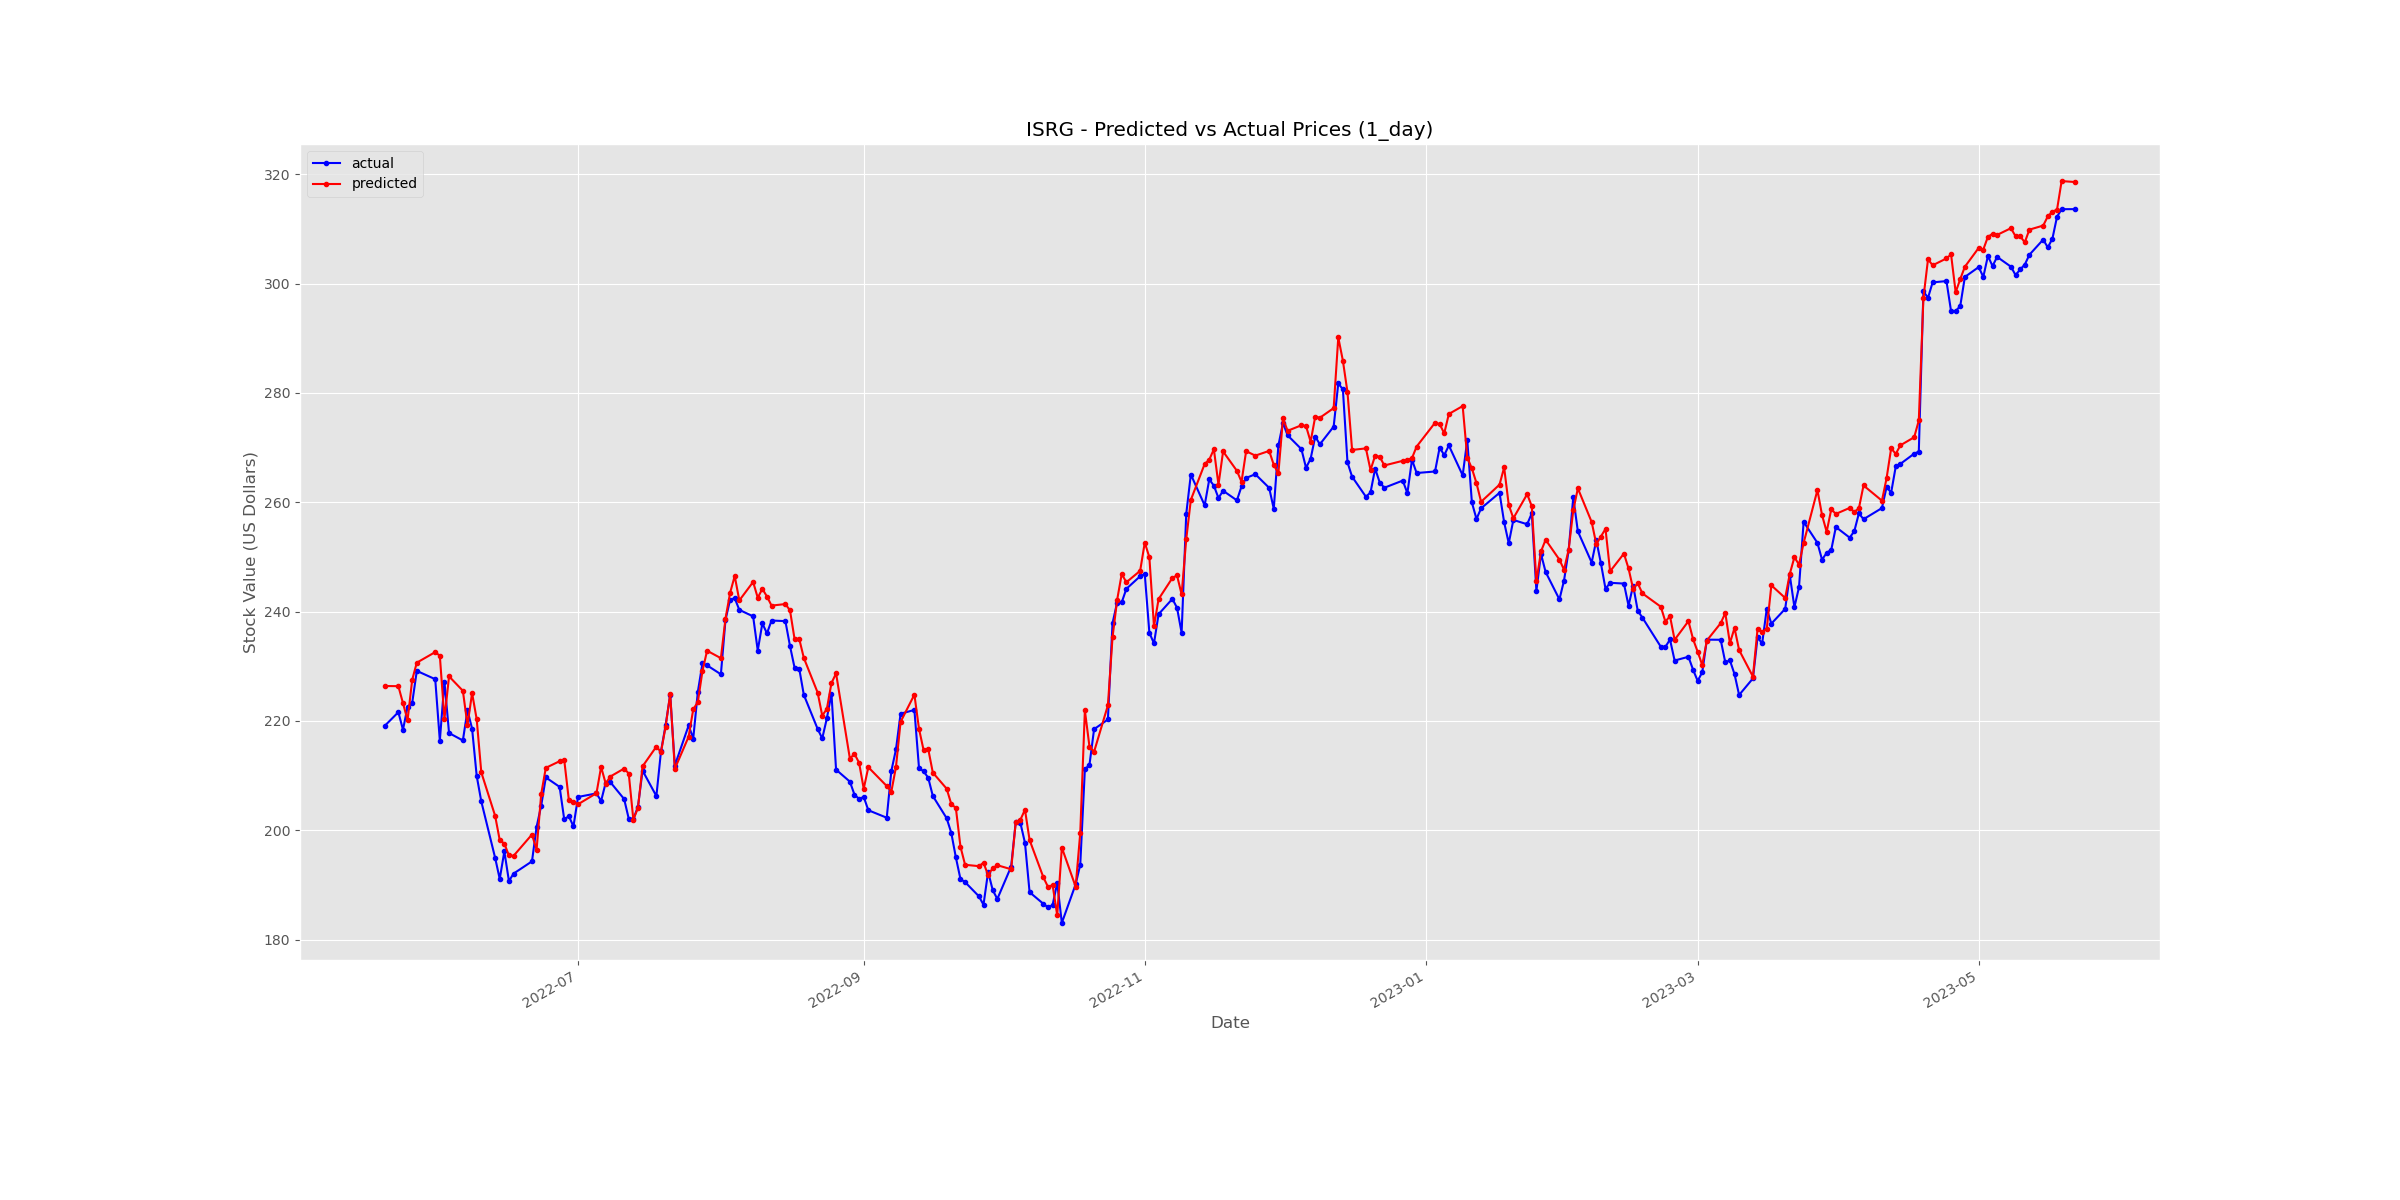 ISRG - Predicted vs Actual Prices (1_day)
actual
predicted
320
300
280
260
240
220
200
180
Stock Value (US Dollars)
2022-07
2022-09
2022-11
2023-01
2023-03
2023-05
Date